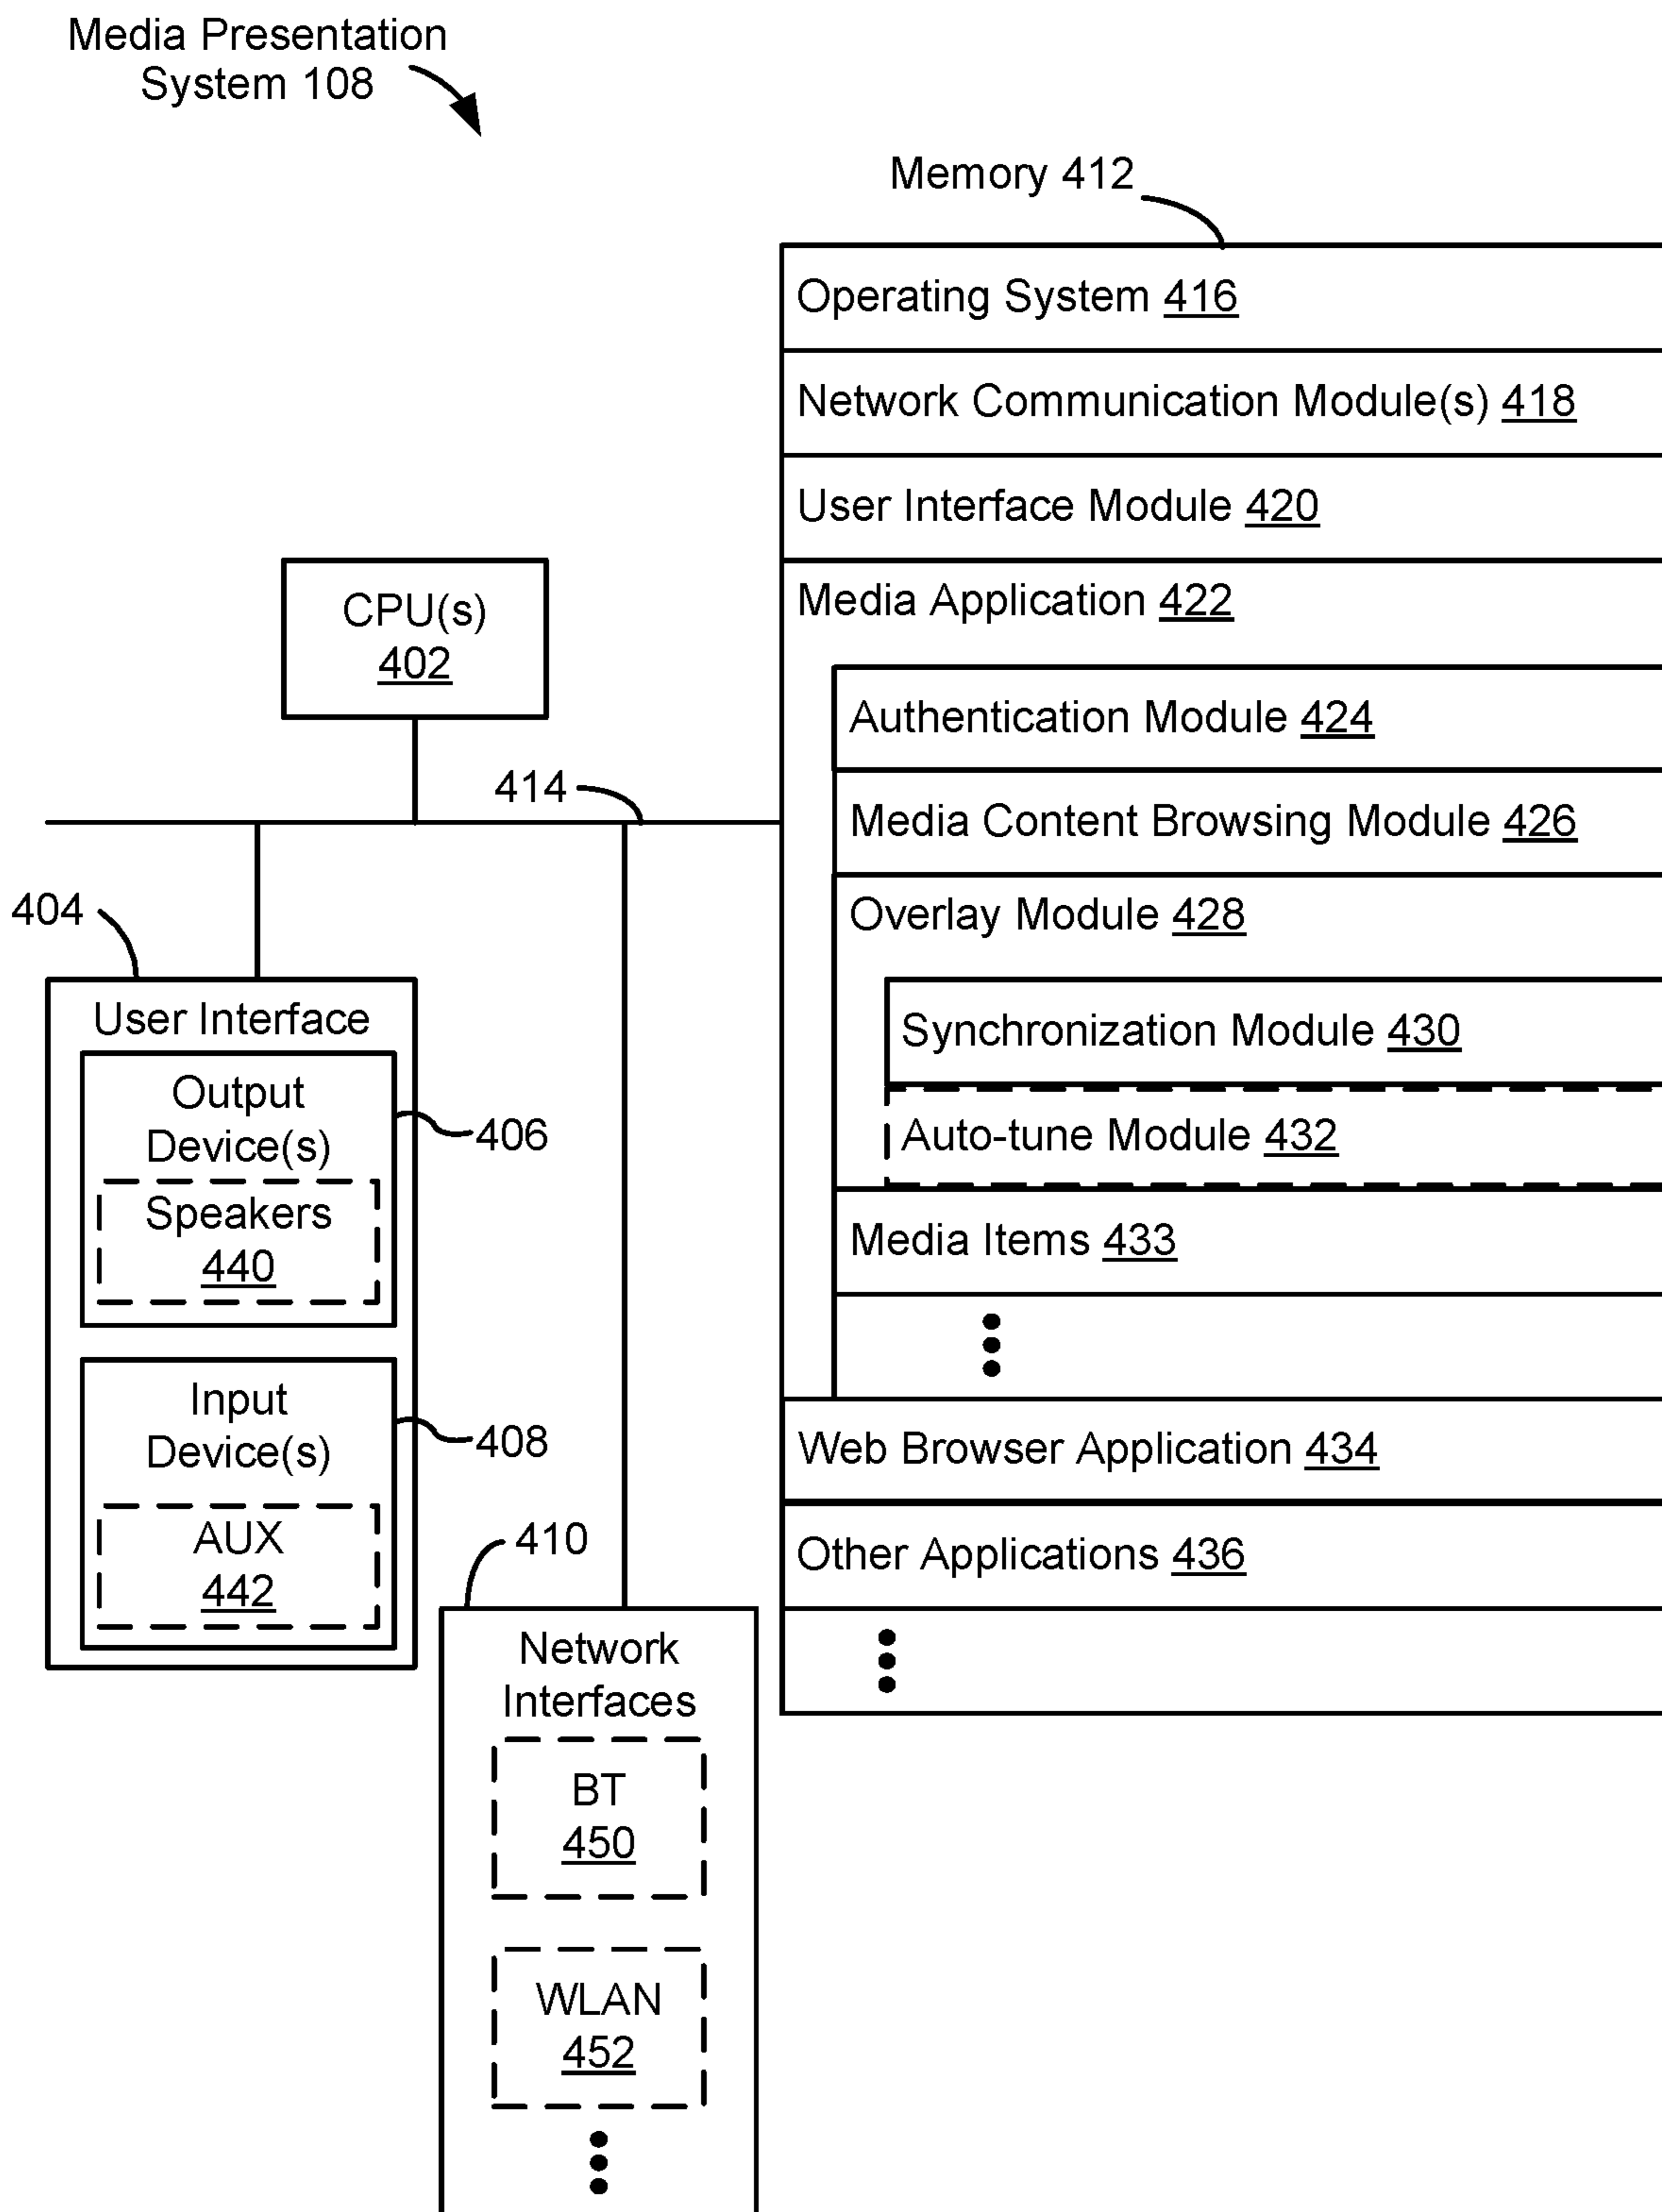 Media Presentation
System 108
Memory 412
Operating System 416
Network Communication Module(s) 418
User Interface Module 420
Media Application 422
Authentication Module 424
Media Content Browsing Module 426
Overlay Module 428
Synchronization Module 430
Auto-tune Module 432
Media Items 433
Web Browser Application 434
Other Applications 436
CPU(s)
402
414
404
User Interface
Output
Device(s)
406
Speakers
440
Input
Device(s)
408
AUX
442
410
Network
Interfaces
BT
450
WLAN
452